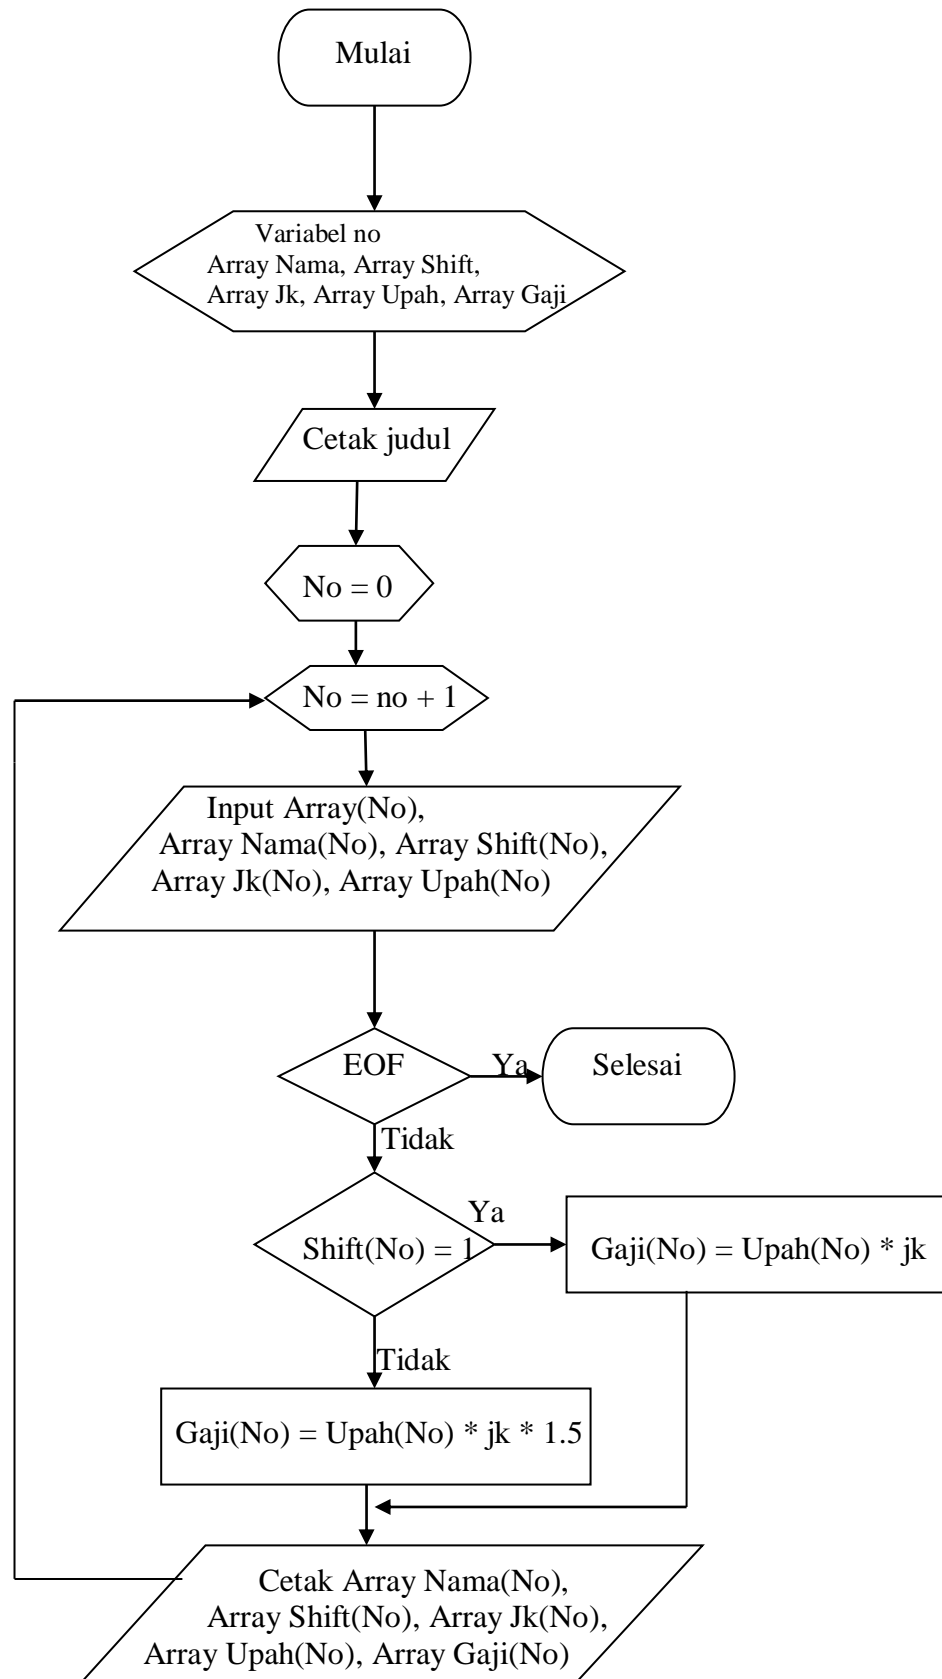 Mulai
Variabel no
Array Nama, Array Shift,
Array Jk, Array Upah, Array Gaji
Cetak judul
No = 0
No = no + 1
Input Array(No),
Array Nama(No), Array Shift(No),
Array Jk(No), Array Upah(No)
EOF
Ya
Selesai
Tidak
Ya
Shift(No) = 1
Gaji(No) = Upah(No) * jk
Tidak
Gaji(No) = Upah(No) * jk * 1.5
Cetak Array Nama(No),
Array Shift(No), Array Jk(No),
Array Upah(No), Array Gaji(No)